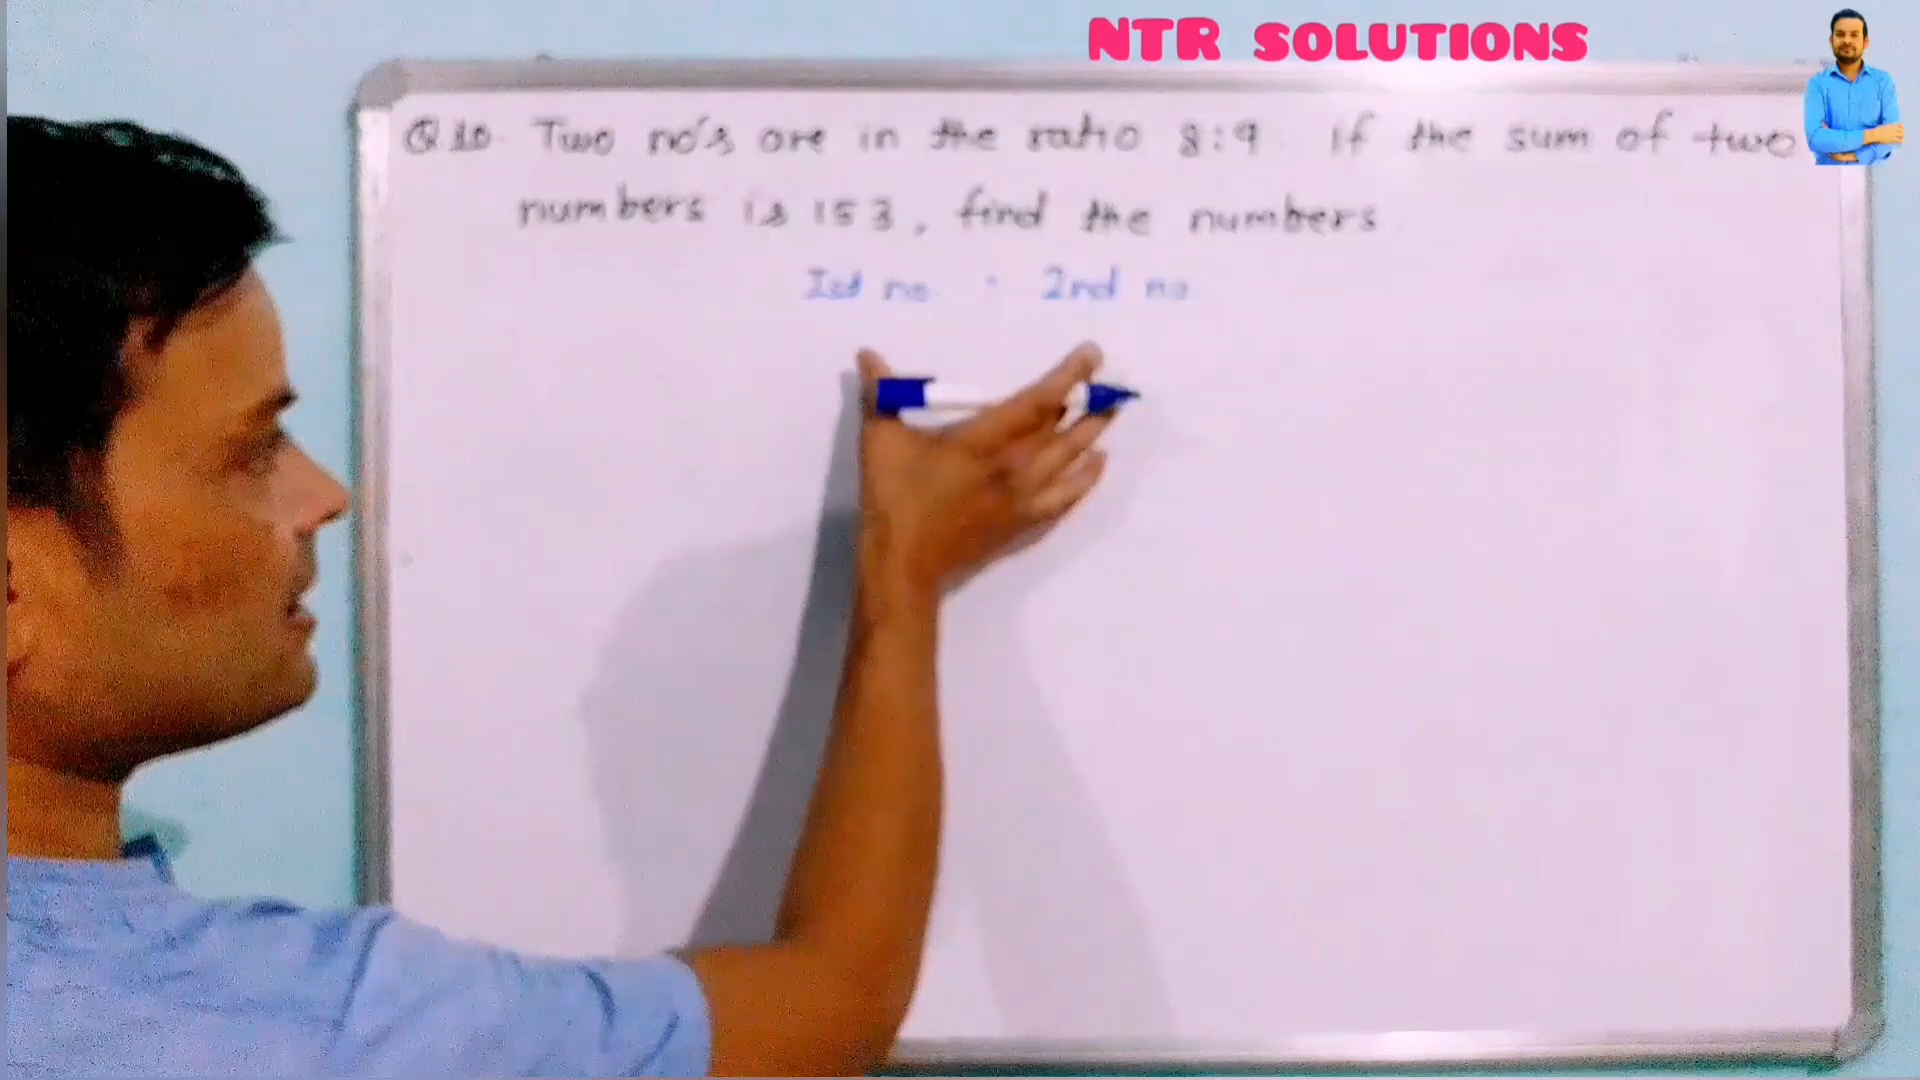 NTR SOLUTIONS
Q 10. Two no's are in the ratio 8:9. If the sum of two
numbers is 153, find the numbers.
Ist no : 2nd no